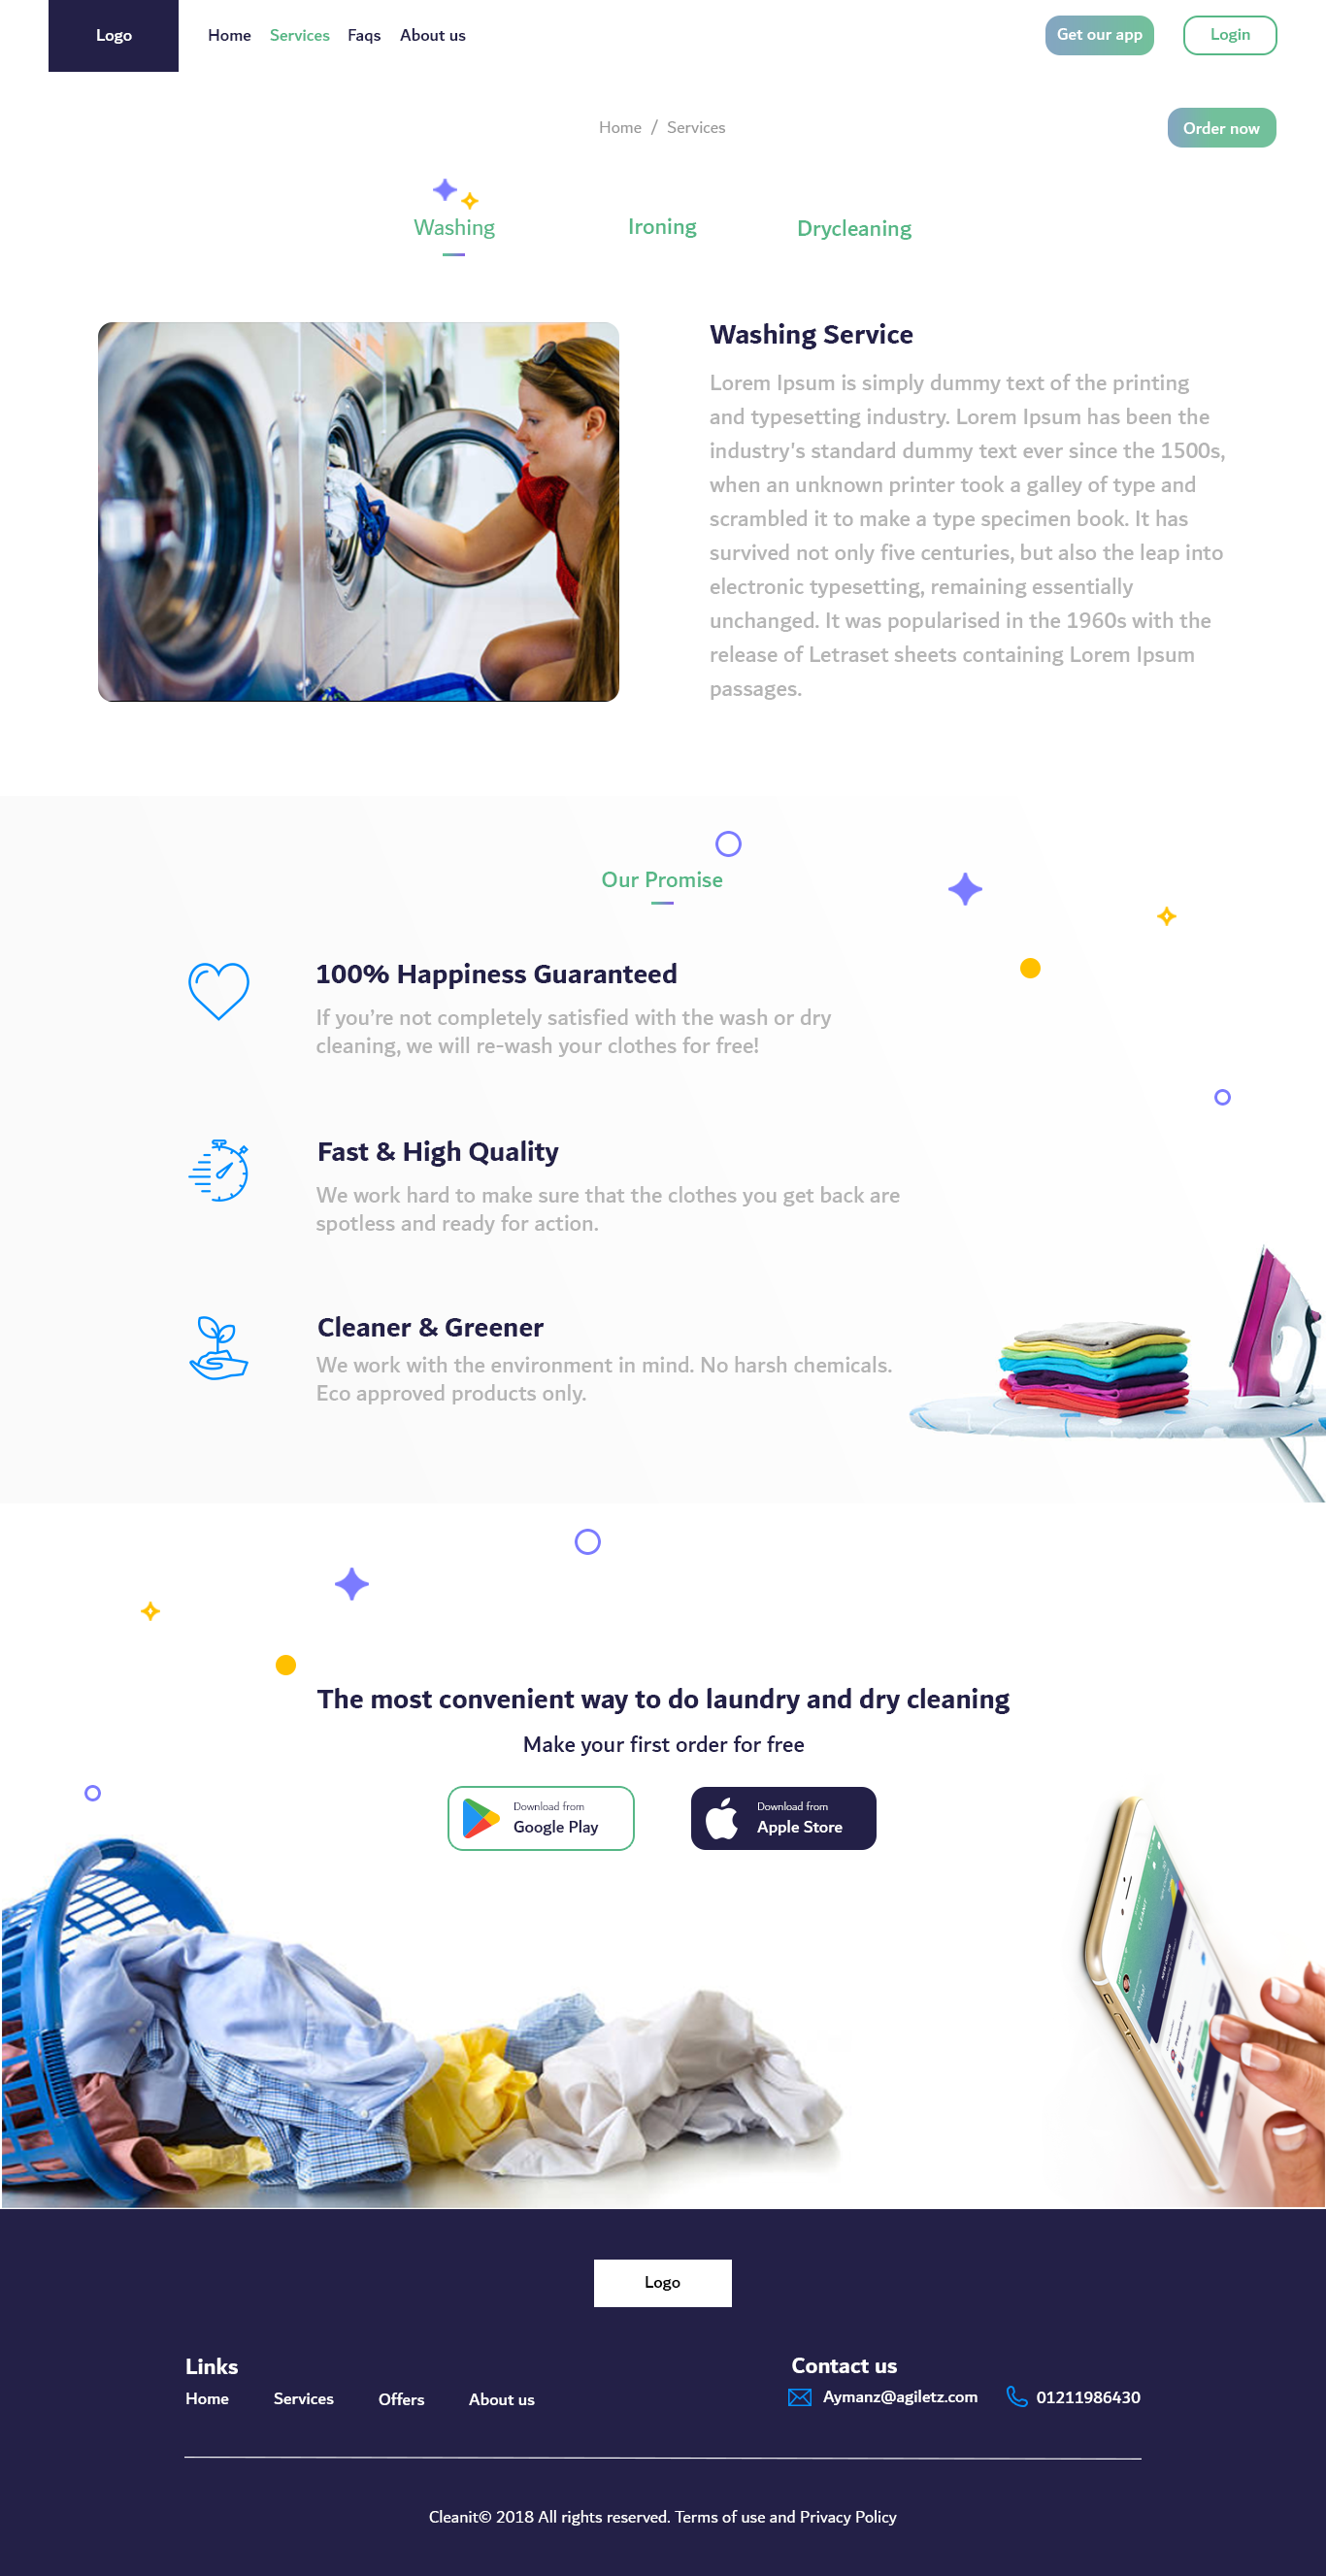 Logo Home Services Faqs About us Get our app Login
Home / Services Order now
Washing Ironing Drycleaning
Washing Service
Lorem Ipsum is simply dummy text of the printing
and typesetting industry. Lorem Ipsum has been the
industry's standard dummy text ever since the 1500s,
when an unknown printer took a galley of type and
scrambled it to make a type specimen book. It has
survived not only five centuries, but also the leap into
electronic typesetting, remaining essentially
unchanged. It was popularised in the 1960s with the
release of Letraset sheets containing Lorem Ipsum
passages.
Our Promise
100% Happiness Guaranteed
If you’re not completely satisfied with the wash or dry
cleaning, we will re-wash your clothes for free!
Fast & High Quality
We work hard to make sure that the clothes you get back are
spotless and ready for action.
Cleaner & Greener
We work with the environment in mind. No harsh chemicals.
Eco approved products only.
The most convenient way to do laundry and dry cleaning
Make your first order for free
Download from
Google Play
Download from
Apple Store
Logo
Links
Home Services Offers About us
Contact us
Aymanz@agiletz.com 01211986430
Cleanit© 2018 All rights reserved. Terms of use and Privacy Policy